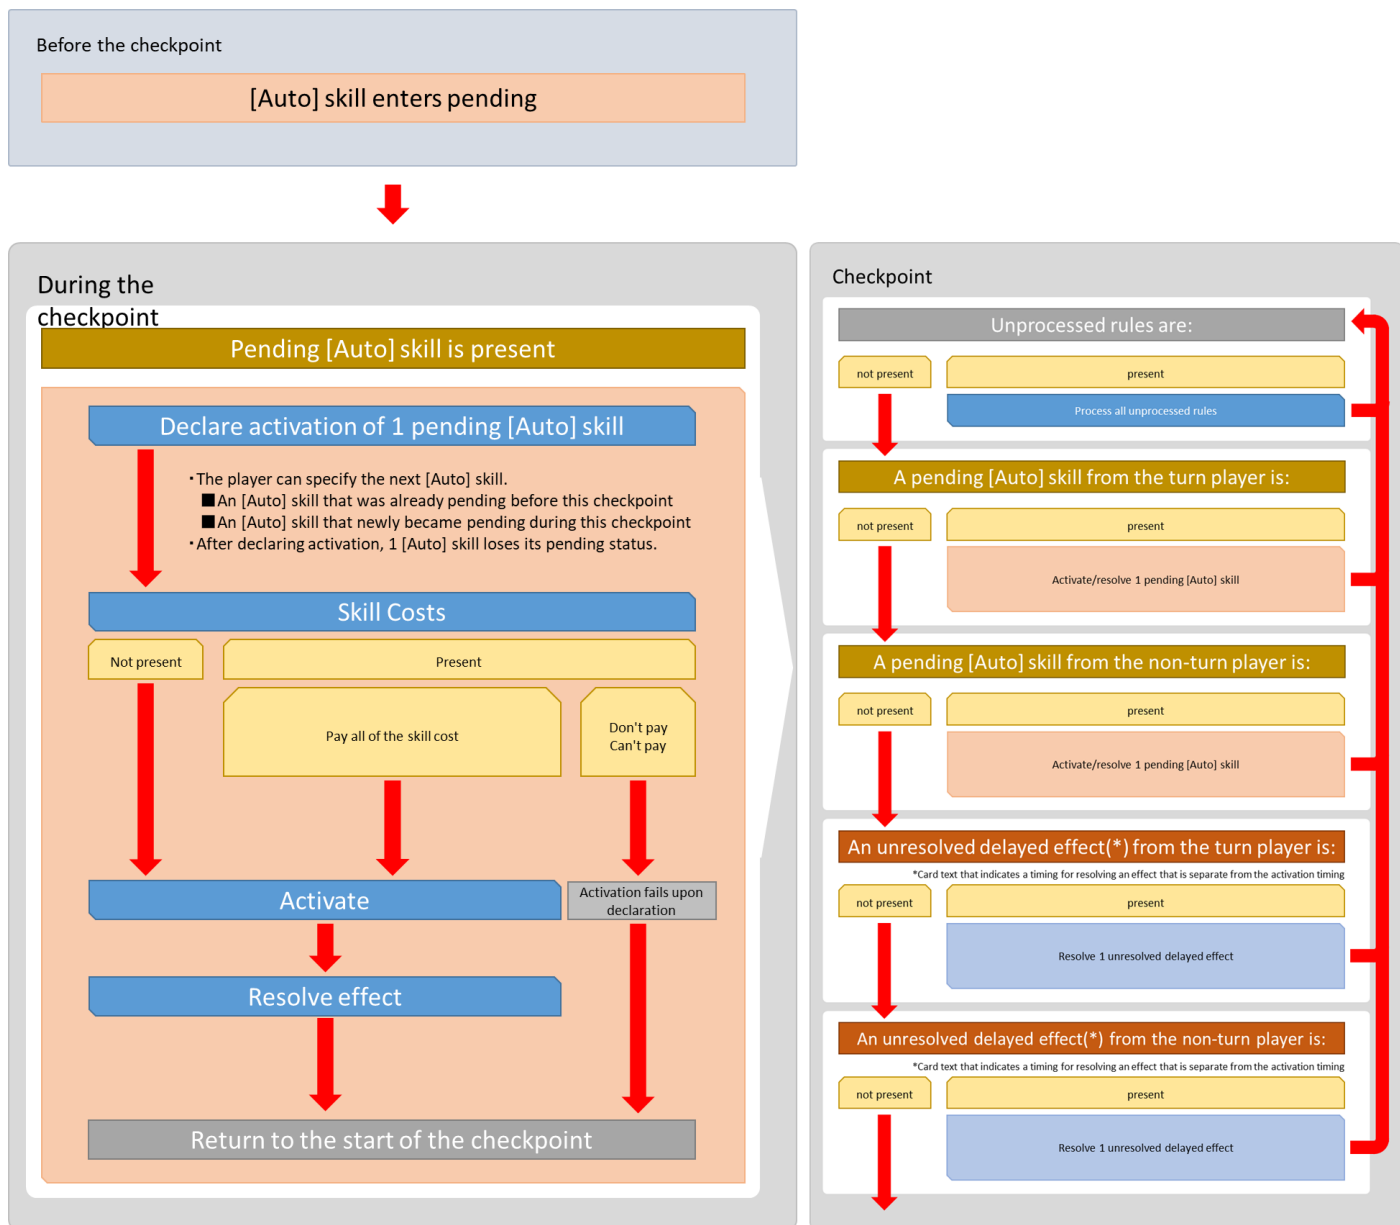 Before the checkpoint
[Auto] skill enters pending
During the
checkpoint
Pending [Auto] skill is present
Declare activation of 1 pending [Auto] skill
・The player can specify the next [Auto] skill.
■An [Auto] skill that was already pending before this checkpoint
■An [Auto] skill that newly became pending during this checkpoint
・After declaring activation, 1 [Auto] skill loses its pending status.
Skill Costs
Not present
Present
Pay all of the skill cost
Don't pay
Can't pay
Activate
Activation fails upon
declaration
Resolve effect
Return to the start of the checkpoint
Checkpoint
Unprocessed rules are:
not present
present
Process all unprocessed rules
A pending [Auto] skill from the turn player is:
not present
present
Activate/resolve 1 pending [Auto] skill
A pending [Auto] skill from the non-turn player is:
not present
present
Activate/resolve 1 pending [Auto] skill
An unresolved delayed effect(*) from the turn player is:
*Card text that indicates a timing for resolving an effect that is separate from the activation timing
not present
present
Resolve 1 unresolved delayed effect
An unresolved delayed effect(*) from the non-turn player is:
*Card text that indicates a timing for resolving an effect that is separate from the activation timing
not present
present
Resolve 1 unresolved delayed effect